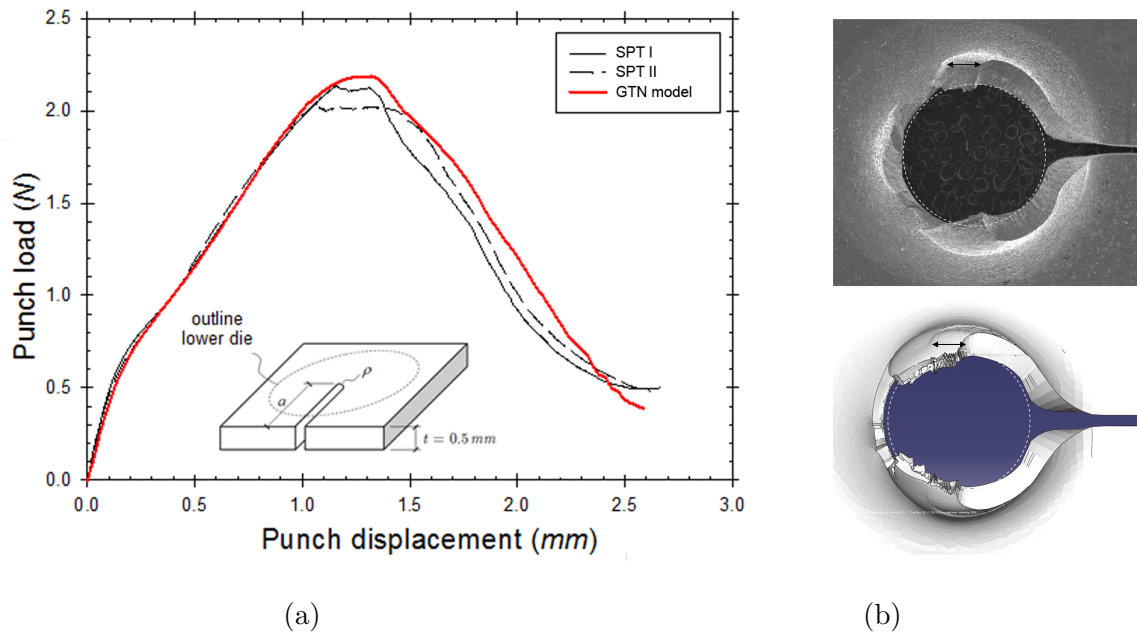 2.5
2.0
1.5
1.0
0.5
0.0
Punch load (N)
SPT I
SPT II
GTN model
outline
lower die
ρ
a
t = 0.5 mm
0.0 0.5 1.0 1.5 2.0 2.5 3.0
Punch displacement (mm)
(a)
(b)